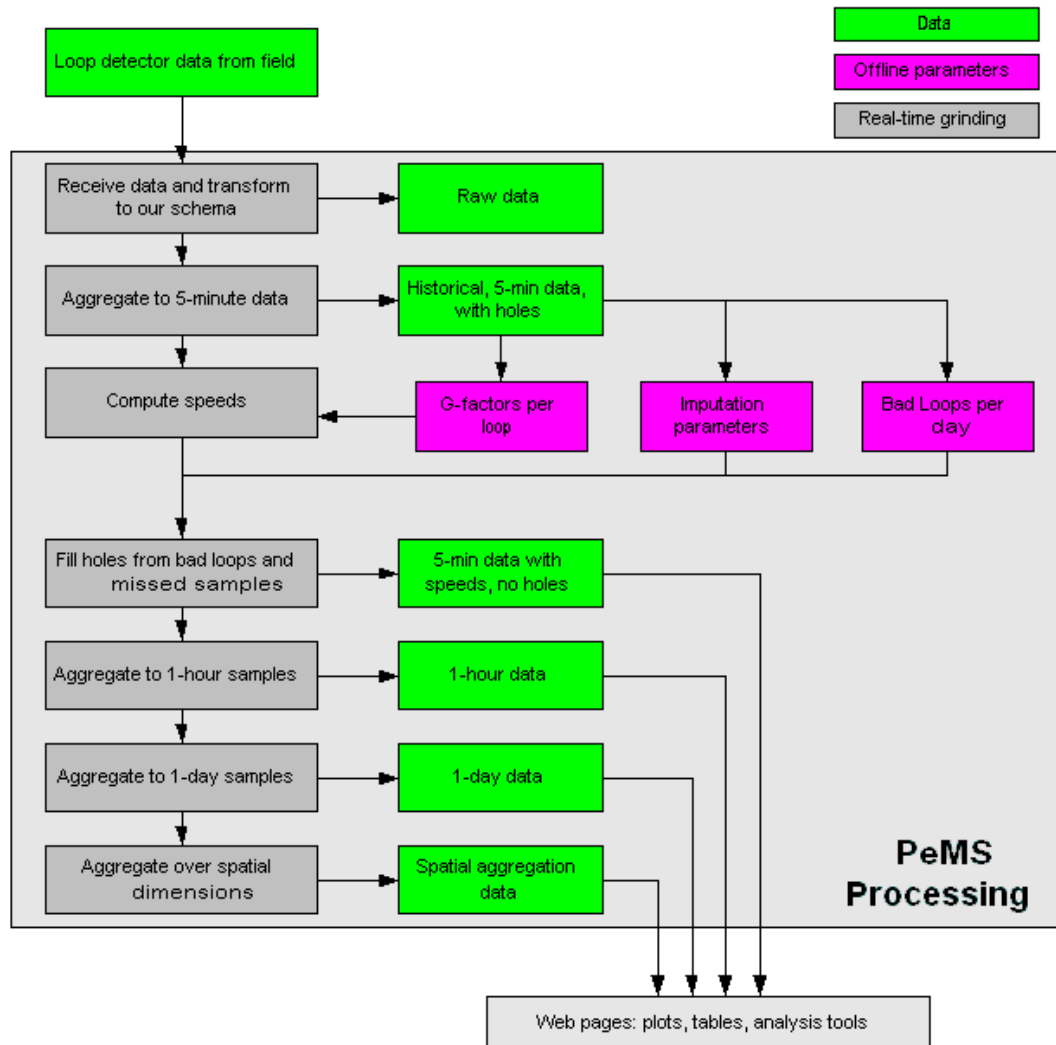 Data
Loop detector data from field
Offline parameters
Real-time grinding
Receive data and transform
to our schema
Raw data
Aggregate to 5-minute data
Historical, 5-min data,
with holes
Compute speeds
G-factors per
loop
Imputation
parameters
Bad Loops per
day
Fill holes from bad loops and
missed samples
5-min data with
speeds, no holes
Aggregate to 1-hour samples
1-hour data
Aggregate to 1-day samples
1-day data
Aggregate over spatial
dimensions
Spatial aggregation
data
PeMS
Processing
Web pages: plots, tables, analysis tools